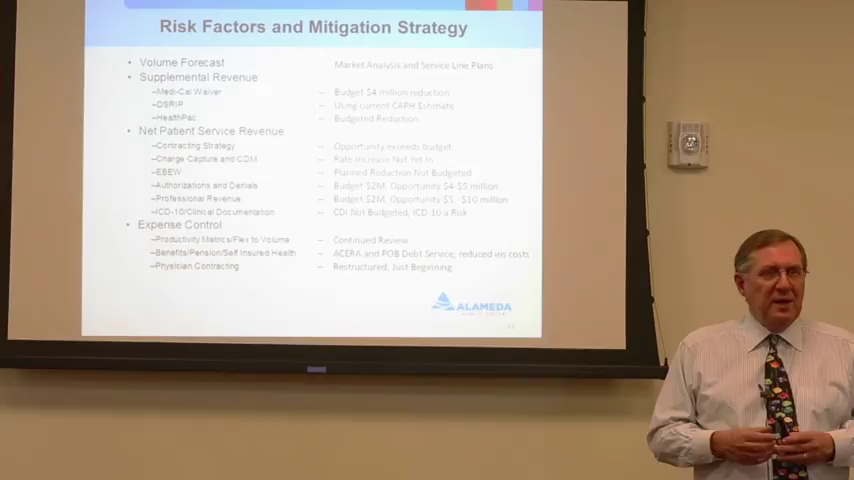 Risk Factors and Mitigation Strategy
• Volume Forecast Market Analysis and Service Line Plans
• Supplemental Revenue
–Medi-Cal Waiver – Budget $4 million reduction
–DSRIP – Using current CAPH Estimate
–HealthPac – Budgeted Reduction
• Net Patient Service Revenue
–Contracting Strategy – Opportunity exceeds budget
–Charge Capture and CDM – Rate Increase Not Yet In
–EBEW – Planned Reduction Not Budgeted
–Authorizations and Denials – Budget $2M. Opportunity $4-$5 million
–Professional Revenue – Budget $2M. Opportunity $5 - $10 million
–ICD-10/Clinical Documentation – CDI Not Budgeted, ICD-10 a Risk
• Expense Control
–Productivity Metrics/Flex to Volume – Continued Review
–Benefits/Pension/Self Insured Health – ACERA and POB Debt Service; reduced ins costs
–Physician Contracting – Restructured, Just Beginning
ALAMEDA